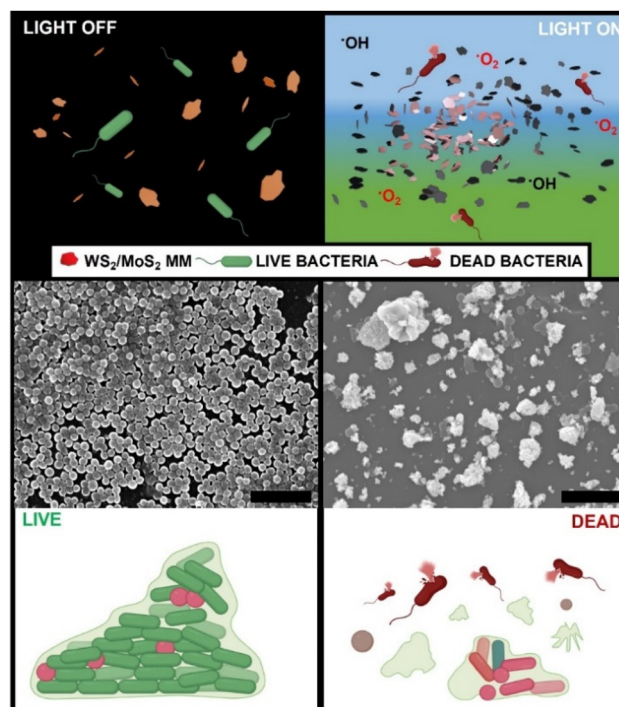 LIGHT OFF
LIGHT ON
·OH
·O₂
·O₂
·O₂
·OH
WS₂/MoS₂ MM LIVE BACTERIA DEAD BACTERIA
LIVE
DEAD